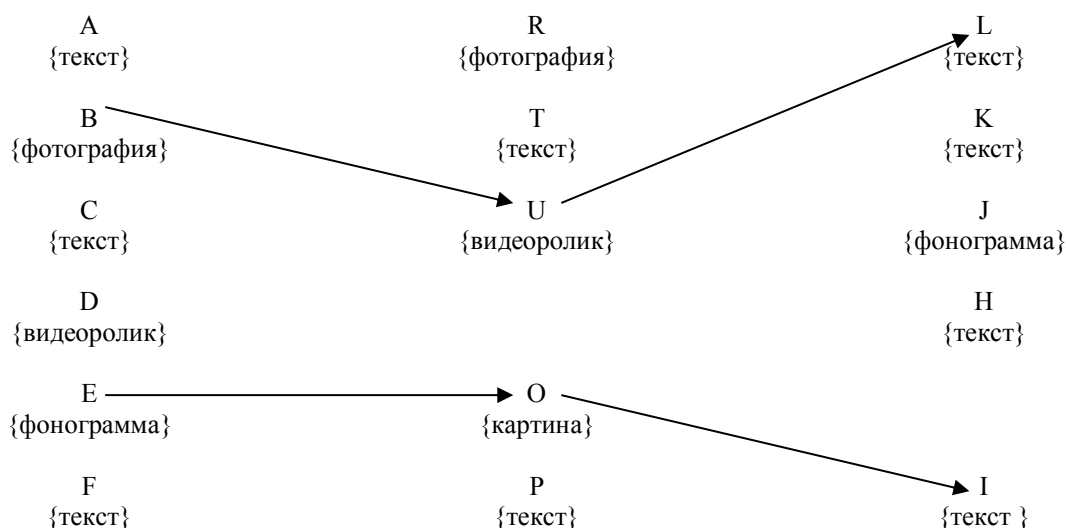 A R L
{текст} {фотография} {текст}
B T K
{фотография} {текст} {текст}
C U J
{текст} {видеоролик} {фонограмма}
D H
{видеоролик} {текст}
E O
{фонограмма} {картина}
F P I
{текст} {текст} {текст }